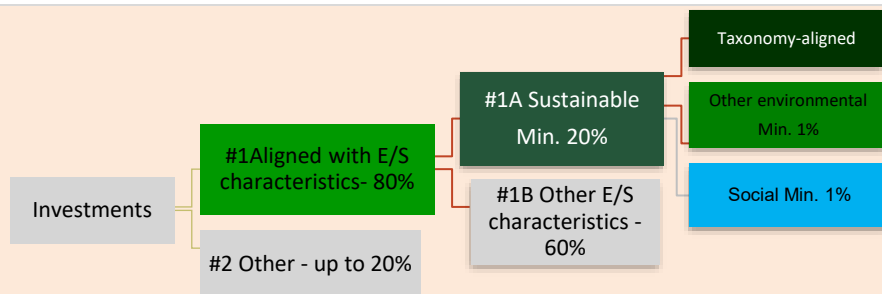 Investments
#1Aligned with E/S
characteristics- 80%
#2 Other - up to 20%
#1A Sustainable
Min. 20%
#1B Other E/S
characteristics -
60%
Taxonomy-aligned
Other environmental
Min. 1%
Social Min. 1%